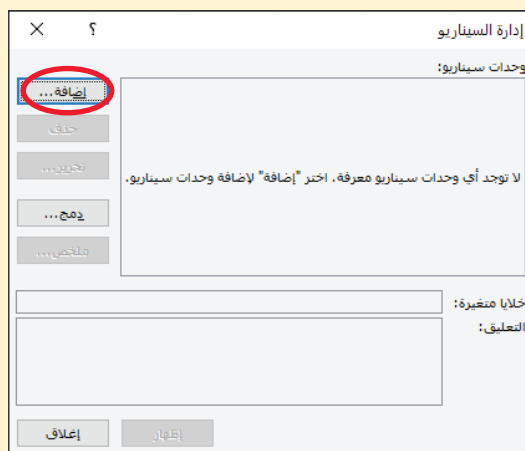 إدارة السيناريو
؟
وحدات سيناريو:
لا توجد أي وحدات سيناريو معرفة. اختر "إضافة" لإضافة وحدات سيناريو.
إضافة...
حذف
تحرير...
دمج...
ملخص...
خلايا متغيرة:
التعليق:
إظهار
إغلاق